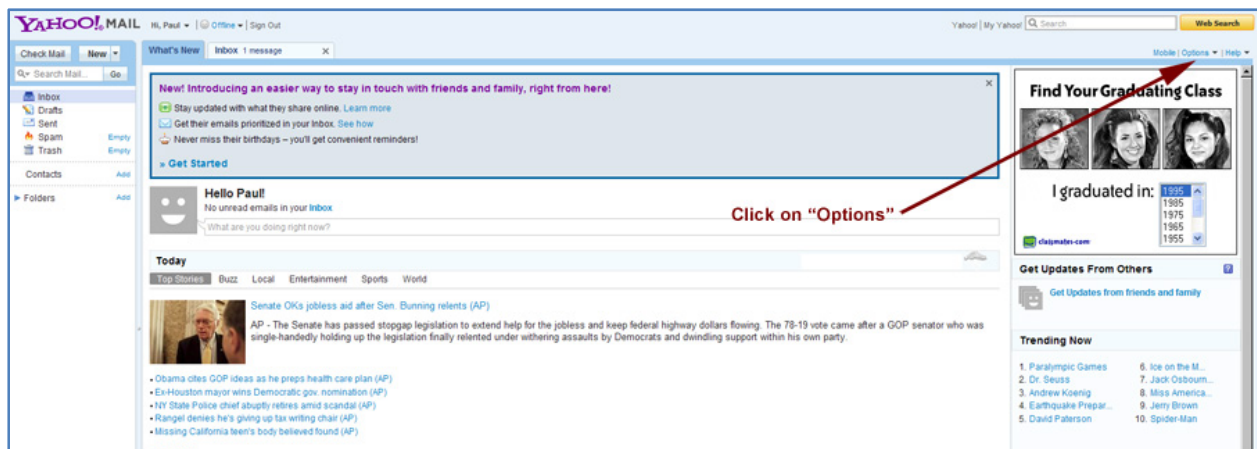 YAHOO! MAIL Hi, Paul Offline | Sign Out
Yahoo! | My Yahoo! Search Web Search
Check Mail New
What's New Inbox 1 message X
Mobile | Options | Help
Search Mail... Go
Inbox
Drafts
Sent
Spam Empty
Trash Empty
Contacts Add
Folders Add
New! Introducing an easier way to stay in touch with friends and family, right from here!
Stay updated with what they share online. Learn more
Get their emails prioritized in your Inbox. See how
Never miss their birthdays – you'll get convenient reminders!
» Get Started
Hello Paul!
No unread emails in your Inbox
What are you doing right now?
Click on “Options”
Today
Top Stories Buzz Local Entertainment Sports World
Senate OKs jobless aid after Sen. Bunning relents (AP)
AP - The Senate has passed stopgap legislation to extend help for the jobless and keep federal highway dollars flowing. The 78-19 vote came after a GOP senator who was
single-handedly holding up the legislation finally relented under withering assaults by Democrats and dwindling support within his own party.
• Obama cites GOP ideas as he preps health care plan (AP)
• Ex-Houston mayor wins Democratic gov. nomination (AP)
• NY State Police chief abuptly retires amid scandal (AP)
• Rangel denies he's giving up tax writing chair (AP)
• Missing California teen's body believed found (AP)
Find Your Graduating Class
I graduated in: 1995
1985
1975
1965
1955
classmates·com
Get Updates From Others ?
Get Updates from friends and family
Trending Now
1. Paralympic Games
2. Dr. Seuss
3. Andrew Koenig
4. Earthquake Prepar...
5. David Paterson
6. Ice on the M...
7. Jack Osbourn...
8. Miss America...
9. Jerry Brown
10. Spider-Man